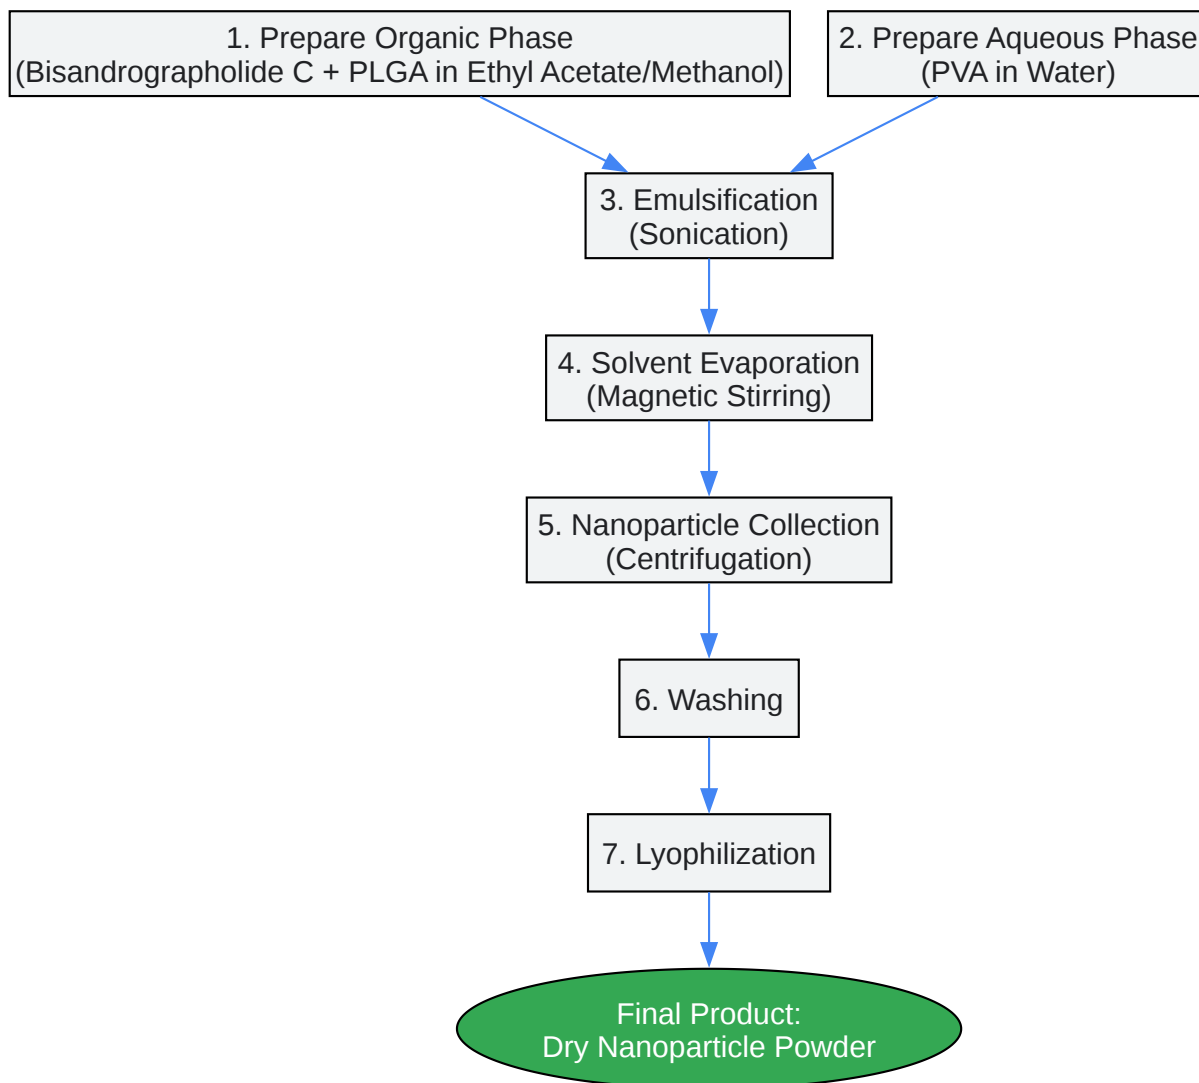 1. Prepare Organic Phase
(Bisandrographolide C + PLGA in Ethyl Acetate/Methanol)
2. Prepare Aqueous Phase
(PVA in Water)
3. Emulsification
(Sonication)
4. Solvent Evaporation
(Magnetic Stirring)
5. Nanoparticle Collection
(Centrifugation)
6. Washing
7. Lyophilization
Final Product:
Dry Nanoparticle Powder